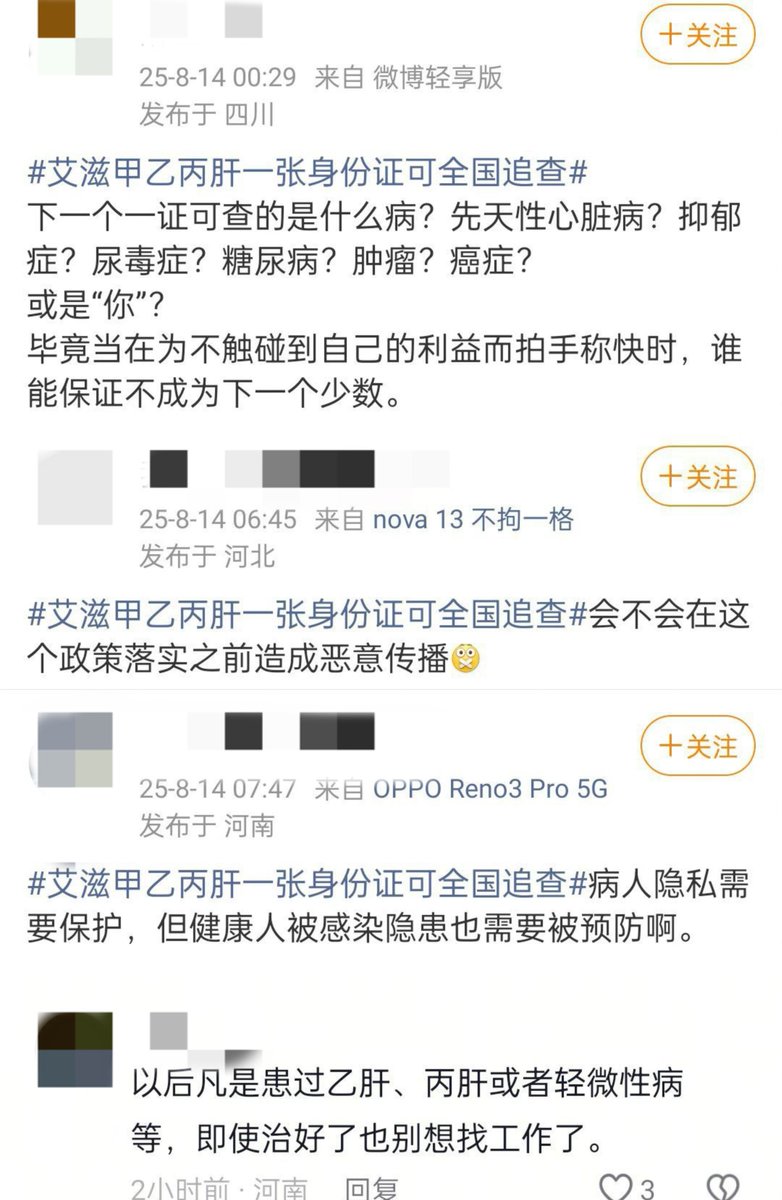 +关注
25-8-14 00:29 来自 微博轻享版
发布于 四川
#艾滋甲乙丙肝一张身份证可全国追查#
下一个一证可查的是什么病？先天性心脏病？抑郁
症？尿毒症？糖尿病？肿瘤？癌症？
或是“你”？
毕竟当在为不触碰到自己的利益而拍手称快时，谁
能保证不成为下一个少数。
+关注
25-8-14 06:45 来自 nova 13 不拘一格
发布于 河北
#艾滋甲乙丙肝一张身份证可全国追查#会不会在这
个政策落实之前造成恶意传播
+关注
25-8-14 07:47 来自 OPPO Reno3 Pro 5G
发布于 河南
#艾滋甲乙丙肝一张身份证可全国追查#病人隐私需
要保护，但健康人被感染隐患也需要被预防啊。
以后凡是患过乙肝、丙肝或者轻微性病
等，即使治好了也别想找工作了。
2小时前 · 河南 回复 3